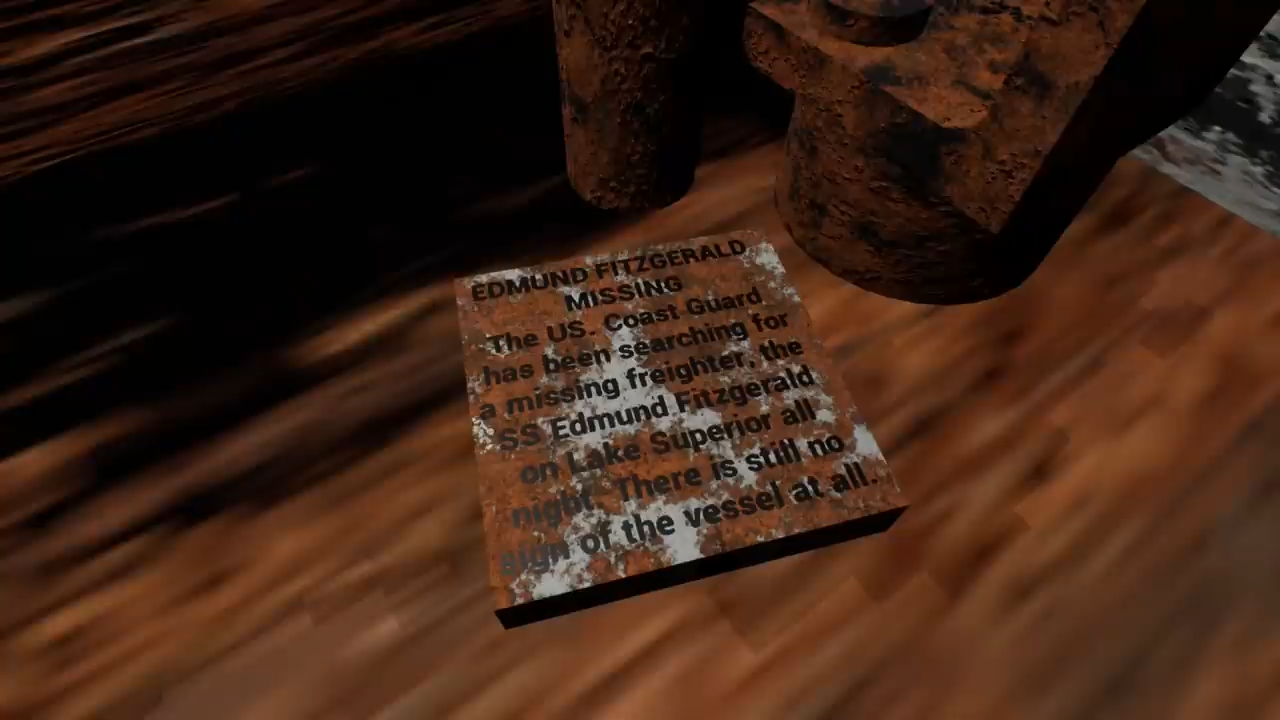 EDMUND FITZGERALD
MISSING
The US. Coast Guard
has been searching for
a missing freighter, the
SS Edmund Fitzgerald
on Lake Superior all
night. There is still no
sign of the vessel at all.